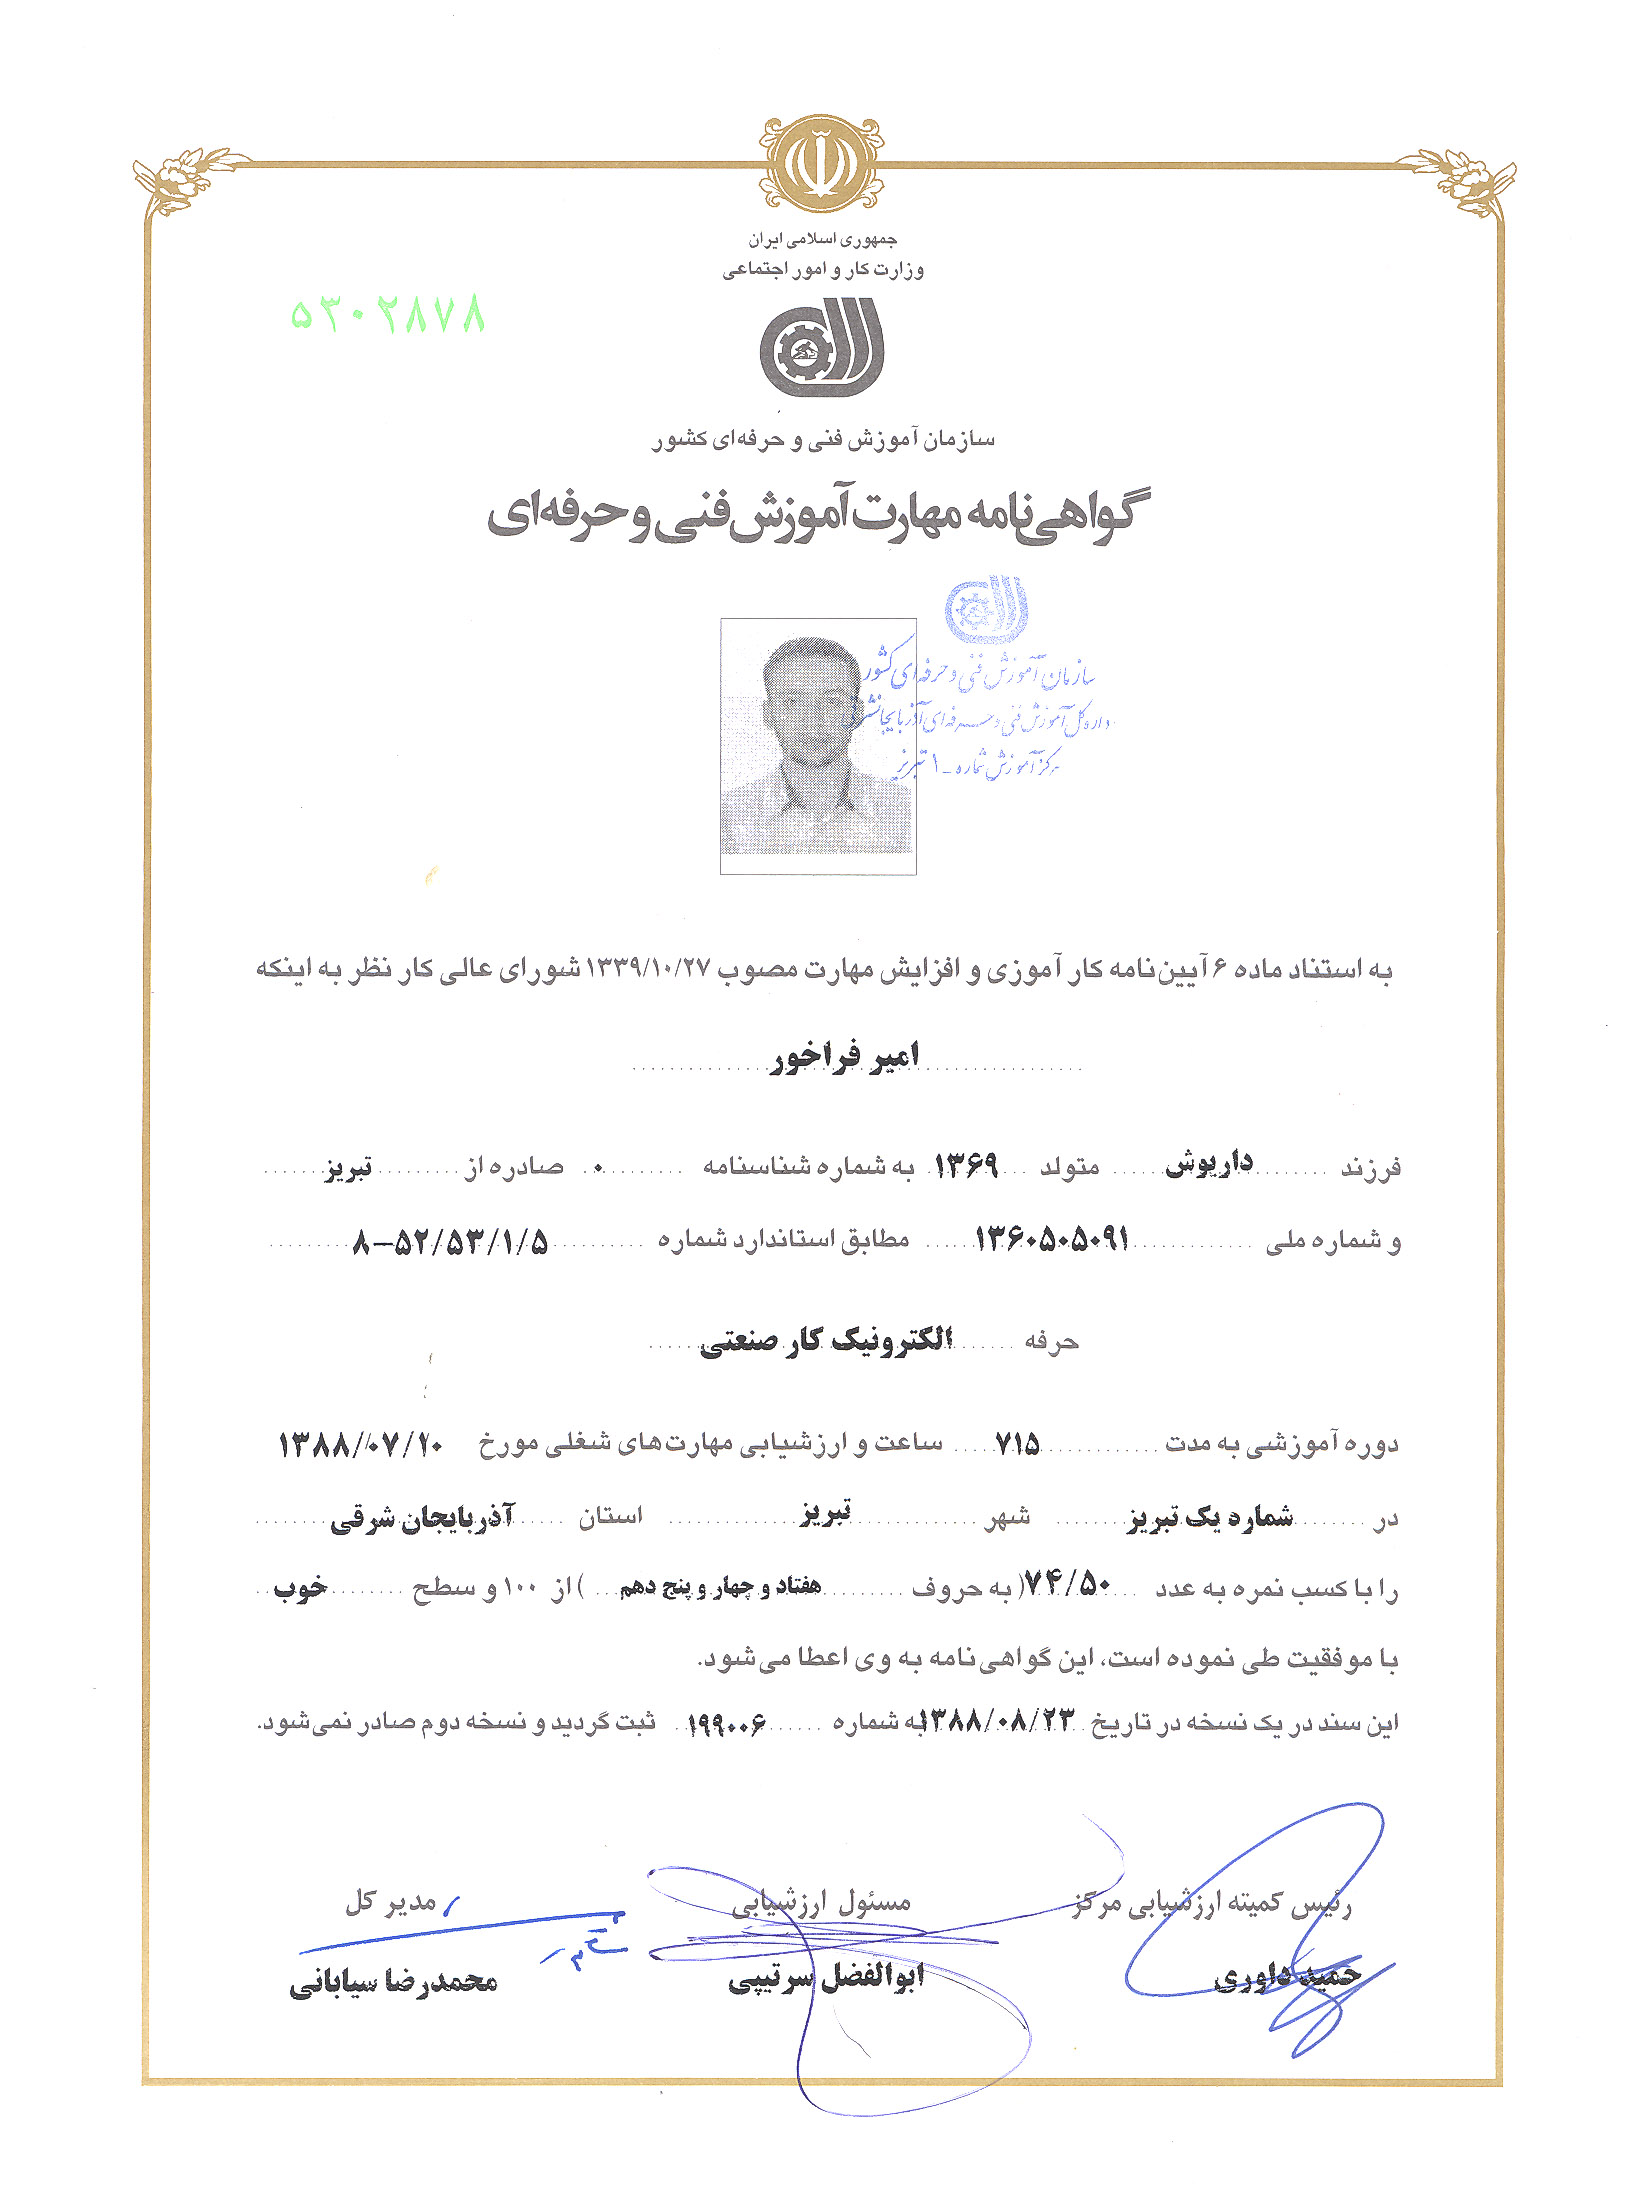 جمهوری اسلامی ایران
وزارت کار و امور اجتماعی
۵۳۰۲۸۷۸
سازمان آموزش فنی و حرفه‌ای کشور
گواهی‌نامه مهارت آموزش فنی و حرفه‌ای
سازمان آموزش فنی و حرفه‌ای کشور
داره کل آموزش فنی و حرفه‌ای آذربایجانشرقی
مرکز آموزش شماره ـ ۱ تبریز
به استناد ماده ۶ آیین‌نامه کار آموزی و افزایش مهارت مصوب ۱۳۳۹/۱۰/۲۷ شورای عالی کار نظر به اینکه
امیر فراخور
فرزند داریوش متولد ۱۳۶۹ به شماره شناسنامه ۰ صادره از تبریز
و شماره ملی ۱۳۶۰۵۰۵۰۹۱ مطابق استاندارد شماره ۸-۵۲/۵۳/۱/۵
حرفه الکترونیک کار صنعتی
دوره آموزشی به مدت ۷۱۵ ساعت و ارزشیابی مهارت‌های شغلی مورخ ۱۳۸۸/۰۷/۲۰
در شماره یک تبریز شهر تبریز استان آذربایجان شرقی
را با کسب نمره به عدد ۷۴/۵۰ (به حروف هفتاد و چهار و پنج دهم) از ۱۰۰ و سطح خوب
با موفقیت طی نموده است، این گواهی‌نامه به وی اعطا می‌شود.
این سند در یک نسخه در تاریخ ۱۳۸۸/۰۸/۲۳ به شماره ۱۹۹۰۰۶ ثبت گردید و نسخه دوم صادر نمی‌شود.
رئیس کمیته ارزشیابی مرکز مسئول ارزشیابی مدیر کل
حمید داوری ابوالفضل سرتیپی محمدرضا سیابانی